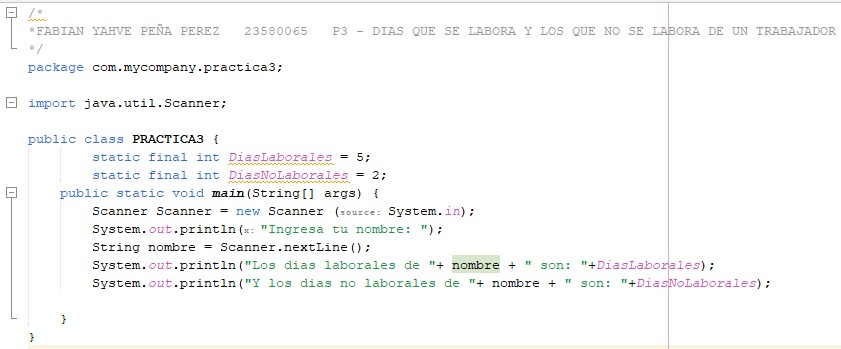 /*
*FABIAN YAHVE PEÑA PEREZ   23580065   P3 - DIAS QUE SE LABORA Y LOS QUE NO SE LABORA DE UN TRABAJADOR
*/
package com.mycompany.practica3;
import java.util.Scanner;
public class PRACTICA3 {
static final int DiasLaborales = 5;
static final int DiasNoLaborales = 2;
public static void main(String[] args) {
Scanner Scanner = new Scanner (source: System.in);
System.out.println(x: "Ingresa tu nombre: ");
String nombre = Scanner.nextLine();
System.out.println("Los dias laborales de "+ nombre + " son: "+DiasLaborales);
System.out.println("Y los dias no laborales de "+ nombre + " son: "+DiasNoLaborales);
}
}